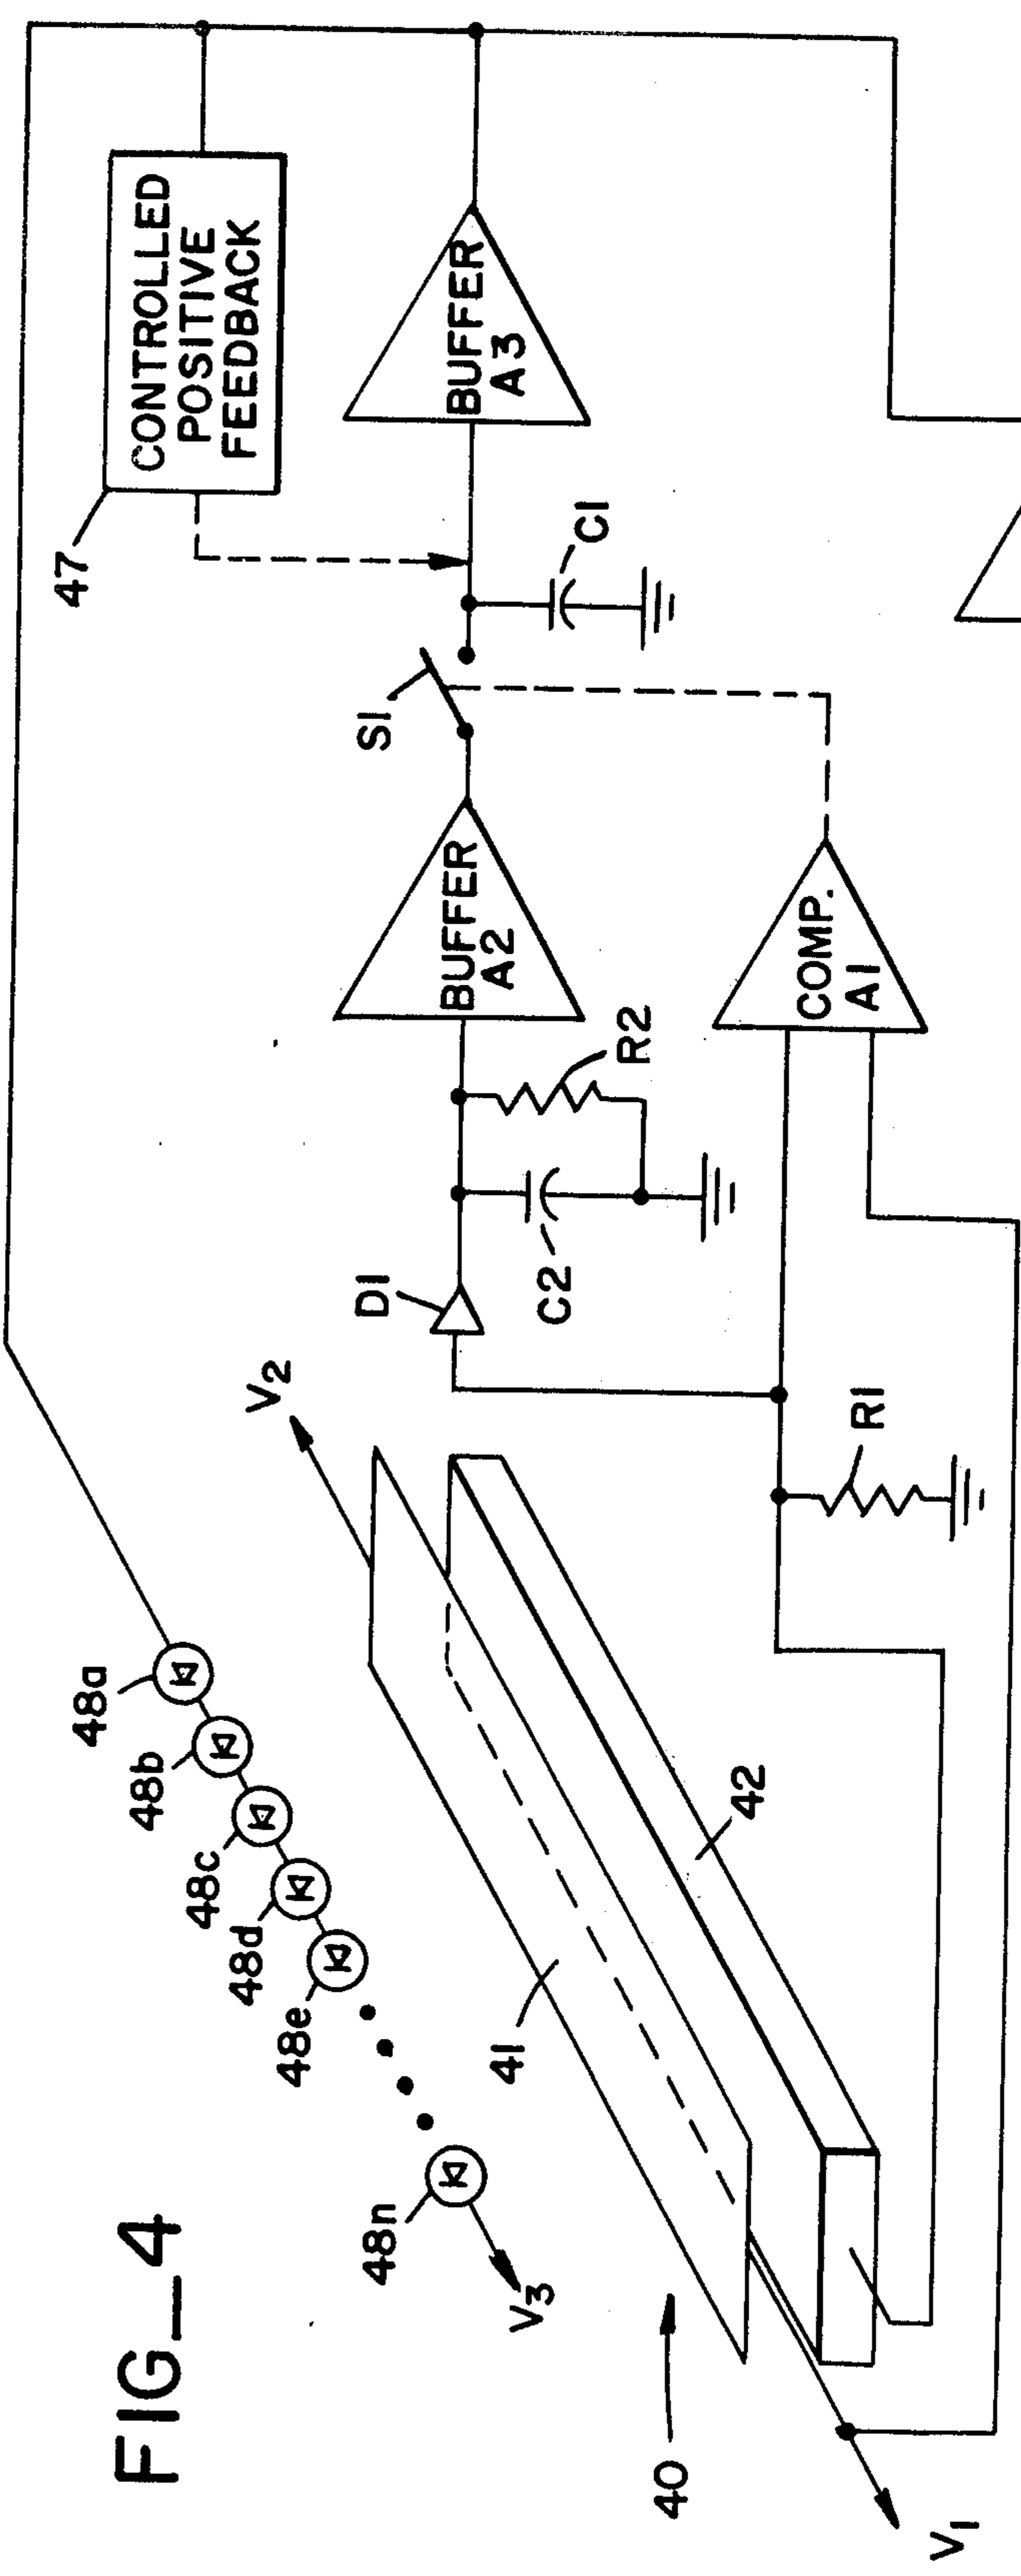 FIG_4
48a
48b
48c
48d
48e
48n
V3
V2
V1
40
41
42
47
CONTROLLED
POSITIVE
FEEDBACK
D1
C2
R2
BUFFER
A2
S1
C1
BUFFER
A3
R1
COMP.
A1